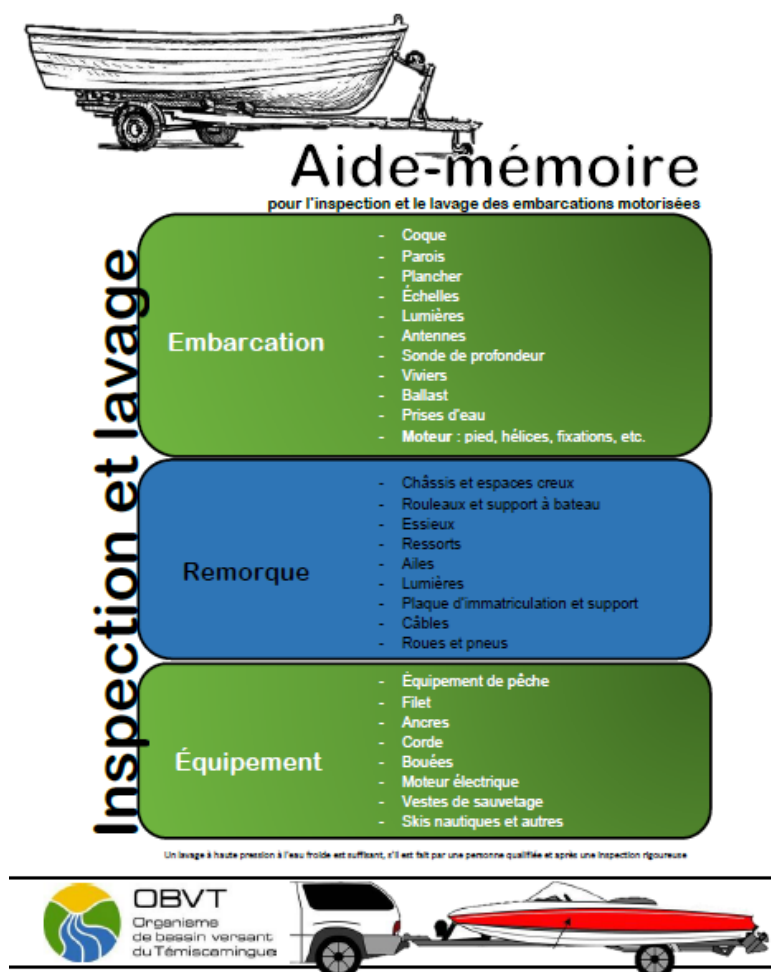 Aide-mémoire
pour l'inspection et le lavage des embarcations motorisées
Inspection et lavage
Embarcation
- Coque
- Parois
- Plancher
- Échelles
- Lumières
- Antennes
- Sonde de profondeur
- Viviers
- Ballast
- Prises d'eau
- Moteur : pied, hélices, fixations, etc.
Remorque
- Châssis et espaces creux
- Rouleaux et support à bateau
- Essieux
- Ressorts
- Ailes
- Lumières
- Plaque d'immatriculation et support
- Câbles
- Roues et pneus
Équipement
- Équipement de pêche
- Filet
- Ancres
- Corde
- Bouées
- Moteur électrique
- Vestes de sauvetage
- Skis nautiques et autres
Un lavage à haute pression à l'eau froide est suffisant, s'il est fait par une personne qualifiée et après une inspection rigoureuse
OBVT
Organisme
de bassin versant
du Témiscamingue